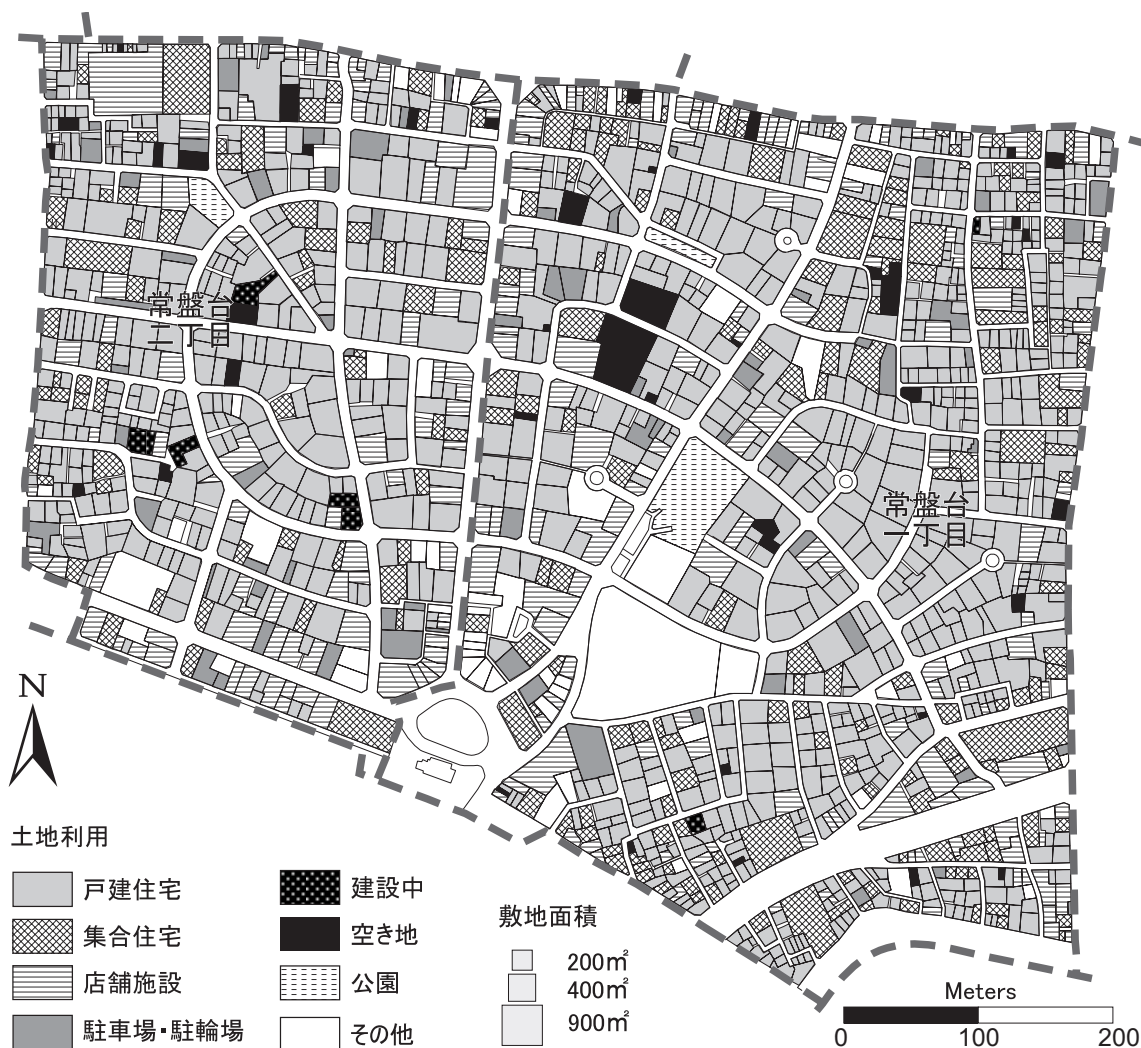 常盤台
二丁目
常盤台
一丁目
N
土地利用
戸建住宅
集合住宅
店舗施設
駐車場・駐輪場
建設中
空き地
公園
その他
敷地面積
200㎡
400㎡
900㎡
Meters
0 100 200